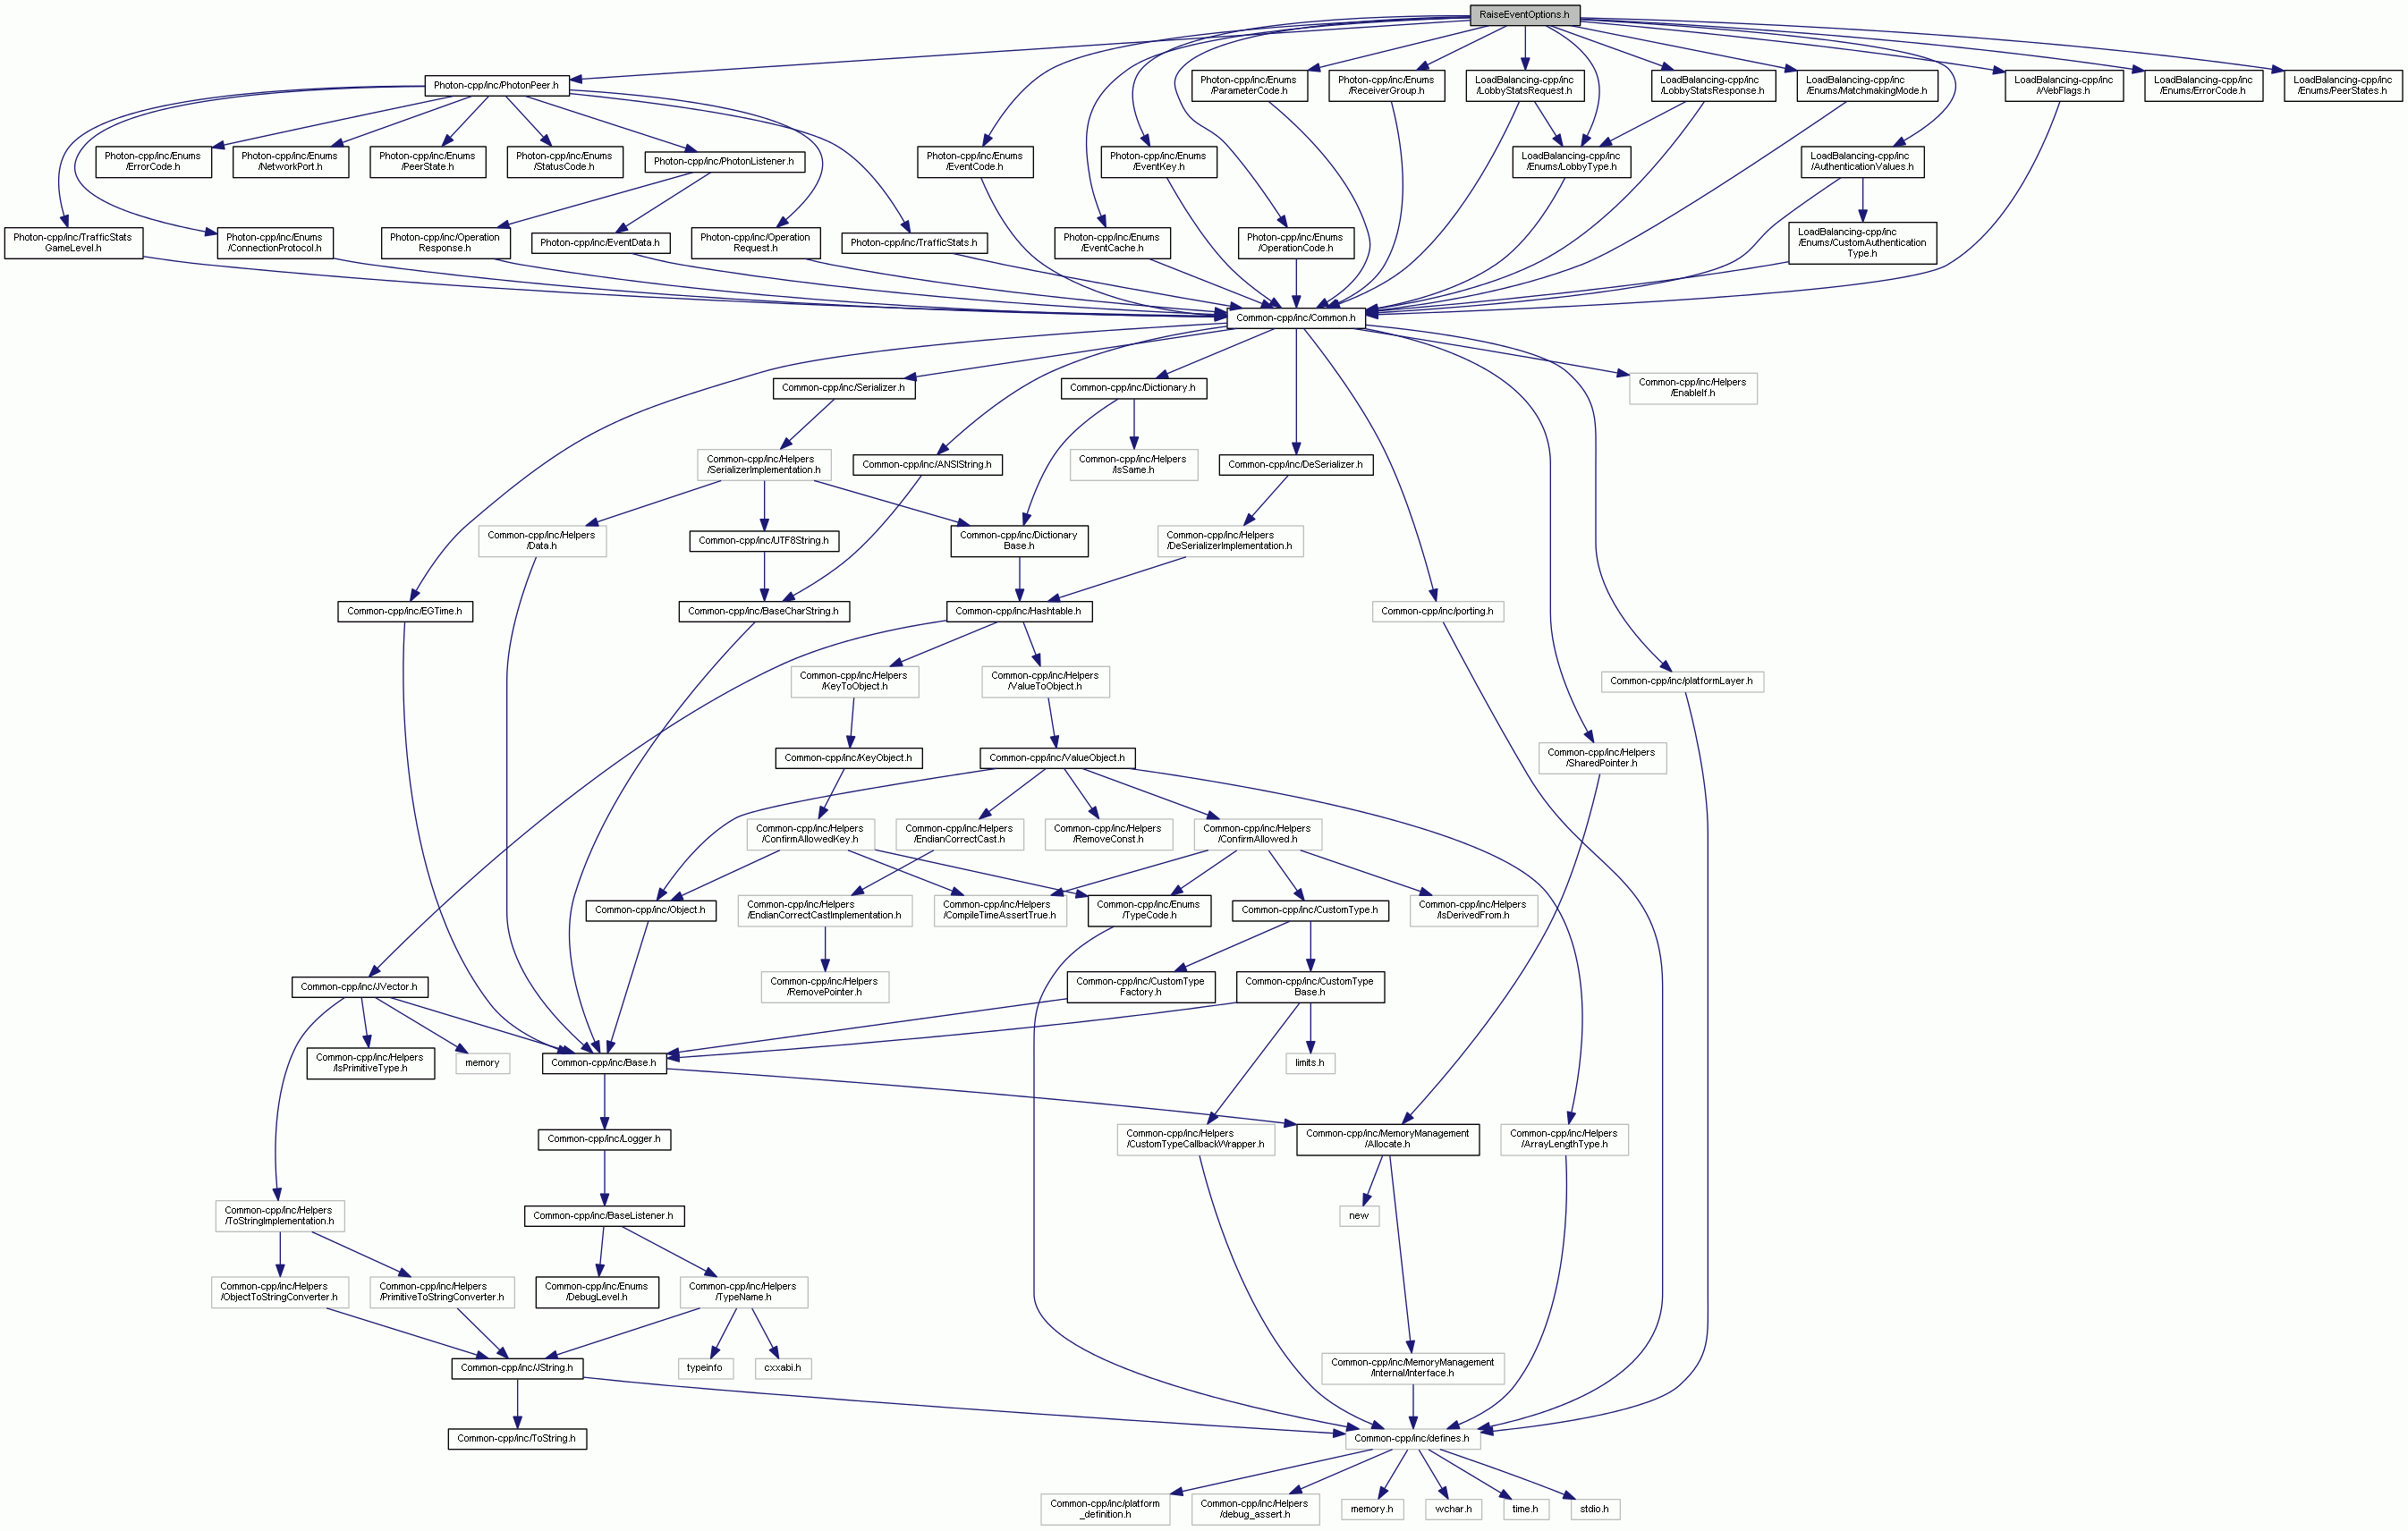 RaiseEventOptions.h
Photon-cpp/inc/PhotonPeer.h
Photon-cpp/inc/Enums
/ParameterCode.h
Photon-cpp/inc/Enums
/ReceiverGroup.h
LoadBalancing-cpp/inc
/LobbyStatsRequest.h
LoadBalancing-cpp/inc
/LobbyStatsResponse.h
LoadBalancing-cpp/inc
/Enums/MatchmakingMode.h
LoadBalancing-cpp/inc
/WebFlags.h
LoadBalancing-cpp/inc
/Enums/ErrorCode.h
LoadBalancing-cpp/inc
/Enums/PeerStates.h
Photon-cpp/inc/Enums
/ErrorCode.h
Photon-cpp/inc/Enums
/NetworkPort.h
Photon-cpp/inc/Enums
/PeerState.h
Photon-cpp/inc/Enums
/StatusCode.h
Photon-cpp/inc/PhotonListener.h
Photon-cpp/inc/Enums
/EventCode.h
Photon-cpp/inc/Enums
/EventKey.h
LoadBalancing-cpp/inc
/Enums/LobbyType.h
LoadBalancing-cpp/inc
/AuthenticationValues.h
Photon-cpp/inc/TrafficStats
GameLevel.h
Photon-cpp/inc/Enums
/ConnectionProtocol.h
Photon-cpp/inc/Operation
Response.h
Photon-cpp/inc/EventData.h
Photon-cpp/inc/Operation
Request.h
Photon-cpp/inc/TrafficStats.h
Photon-cpp/inc/Enums
/EventCache.h
Photon-cpp/inc/Enums
/OperationCode.h
LoadBalancing-cpp/inc
/Enums/CustomAuthentication
Type.h
Common-cpp/inc/Common.h
Common-cpp/inc/Serializer.h
Common-cpp/inc/Dictionary.h
Common-cpp/inc/Helpers
/EnableIf.h
Common-cpp/inc/Helpers
/SerializerImplementation.h
Common-cpp/inc/ANSIString.h
Common-cpp/inc/Helpers
/IsSame.h
Common-cpp/inc/DeSerializer.h
Common-cpp/inc/Helpers
/Data.h
Common-cpp/inc/UTF8String.h
Common-cpp/inc/Dictionary
Base.h
Common-cpp/inc/Helpers
/DeSerializerImplementation.h
Common-cpp/inc/EGTime.h
Common-cpp/inc/BaseCharString.h
Common-cpp/inc/Hashtable.h
Common-cpp/inc/porting.h
Common-cpp/inc/Helpers
/KeyToObject.h
Common-cpp/inc/Helpers
/ValueToObject.h
Common-cpp/inc/platformLayer.h
Common-cpp/inc/KeyObject.h
Common-cpp/inc/ValueObject.h
Common-cpp/inc/Helpers
/SharedPointer.h
Common-cpp/inc/Helpers
/ConfirmAllowedKey.h
Common-cpp/inc/Helpers
/EndianCorrectCast.h
Common-cpp/inc/Helpers
/RemoveConst.h
Common-cpp/inc/Helpers
/ConfirmAllowed.h
Common-cpp/inc/Object.h
Common-cpp/inc/Helpers
/EndianCorrectCastImplementation.h
Common-cpp/inc/Helpers
/CompileTimeAssertTrue.h
Common-cpp/inc/Enums
/TypeCode.h
Common-cpp/inc/CustomType.h
Common-cpp/inc/Helpers
/IsDerivedFrom.h
Common-cpp/inc/JVector.h
Common-cpp/inc/Helpers
/RemovePointer.h
Common-cpp/inc/CustomType
Factory.h
Common-cpp/inc/CustomType
Base.h
Common-cpp/inc/Helpers
/IsPrimitiveType.h
memory
Common-cpp/inc/Base.h
limits.h
Common-cpp/inc/Logger.h
Common-cpp/inc/Helpers
/CustomTypeCallbackWrapper.h
Common-cpp/inc/MemoryManagement
/Allocate.h
Common-cpp/inc/Helpers
/ArrayLengthType.h
Common-cpp/inc/Helpers
/ToStringImplementation.h
Common-cpp/inc/BaseListener.h
new
Common-cpp/inc/Helpers
/ObjectToStringConverter.h
Common-cpp/inc/Helpers
/PrimitiveToStringConverter.h
Common-cpp/inc/Enums
/DebugLevel.h
Common-cpp/inc/Helpers
/TypeName.h
Common-cpp/inc/JString.h
typeinfo
cxxabi.h
Common-cpp/inc/MemoryManagement
/Internal/Interface.h
Common-cpp/inc/ToString.h
Common-cpp/inc/defines.h
Common-cpp/inc/platform
_definition.h
Common-cpp/inc/Helpers
/debug_assert.h
memory.h
wchar.h
time.h
stdio.h